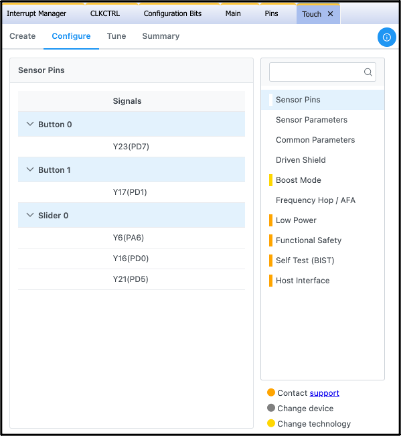 Interrupt Manager CLKCTRL Configuration Bits Main Pins Touch ×
Create Configure Tune Summary
Sensor Pins
Signals
Button 0
Y23(PD7)
Button 1
Y17(PD1)
Slider 0
Y6(PA6)
Y16(PD0)
Y21(PD5)
Sensor Pins
Sensor Parameters
Common Parameters
Driven Shield
Boost Mode
Frequency Hop / AFA
Low Power
Functional Safety
Self Test (BIST)
Host Interface
Contact support
Change device
Change technology